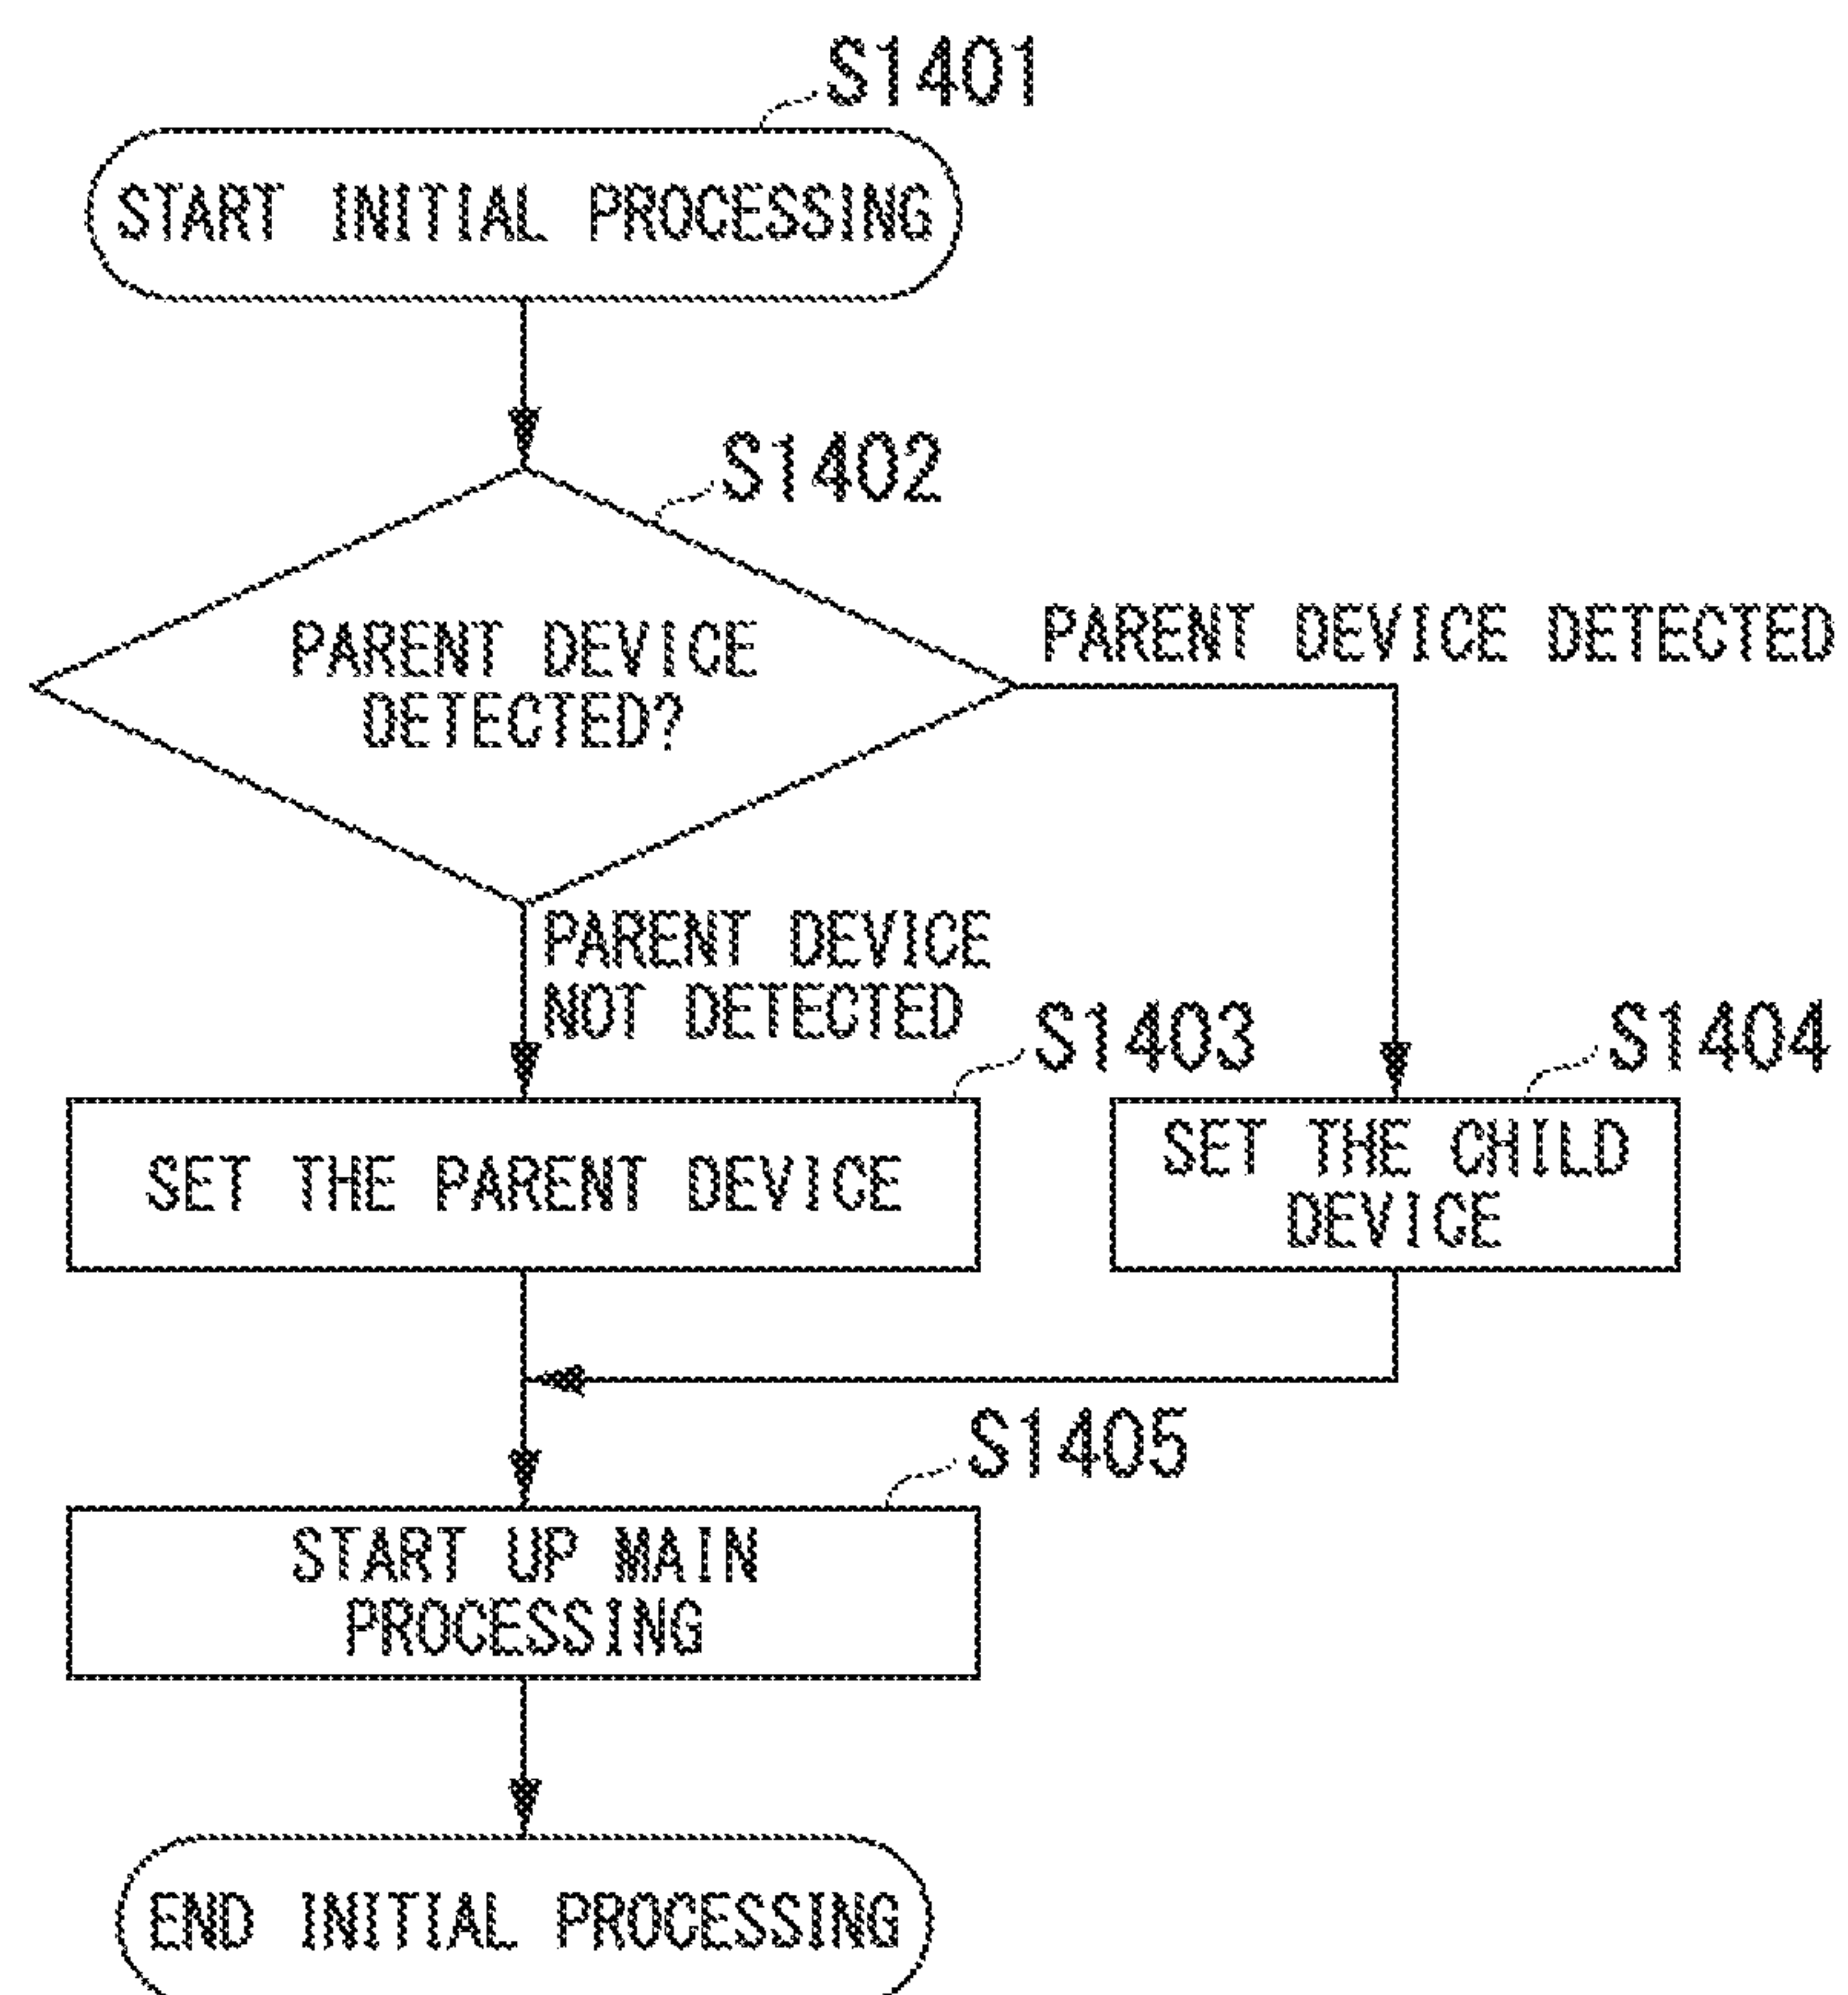 S1401
START INITIAL PROCESSING
S1402
PARENT DEVICE
DETECTED?
PARENT DEVICE DETECTED
PARENT DEVICE
NOT DETECTED
S1403
S1404
SET THE PARENT DEVICE
SET THE CHILD
DEVICE
S1405
START UP MAIN
PROCESSING
END INITIAL PROCESSING